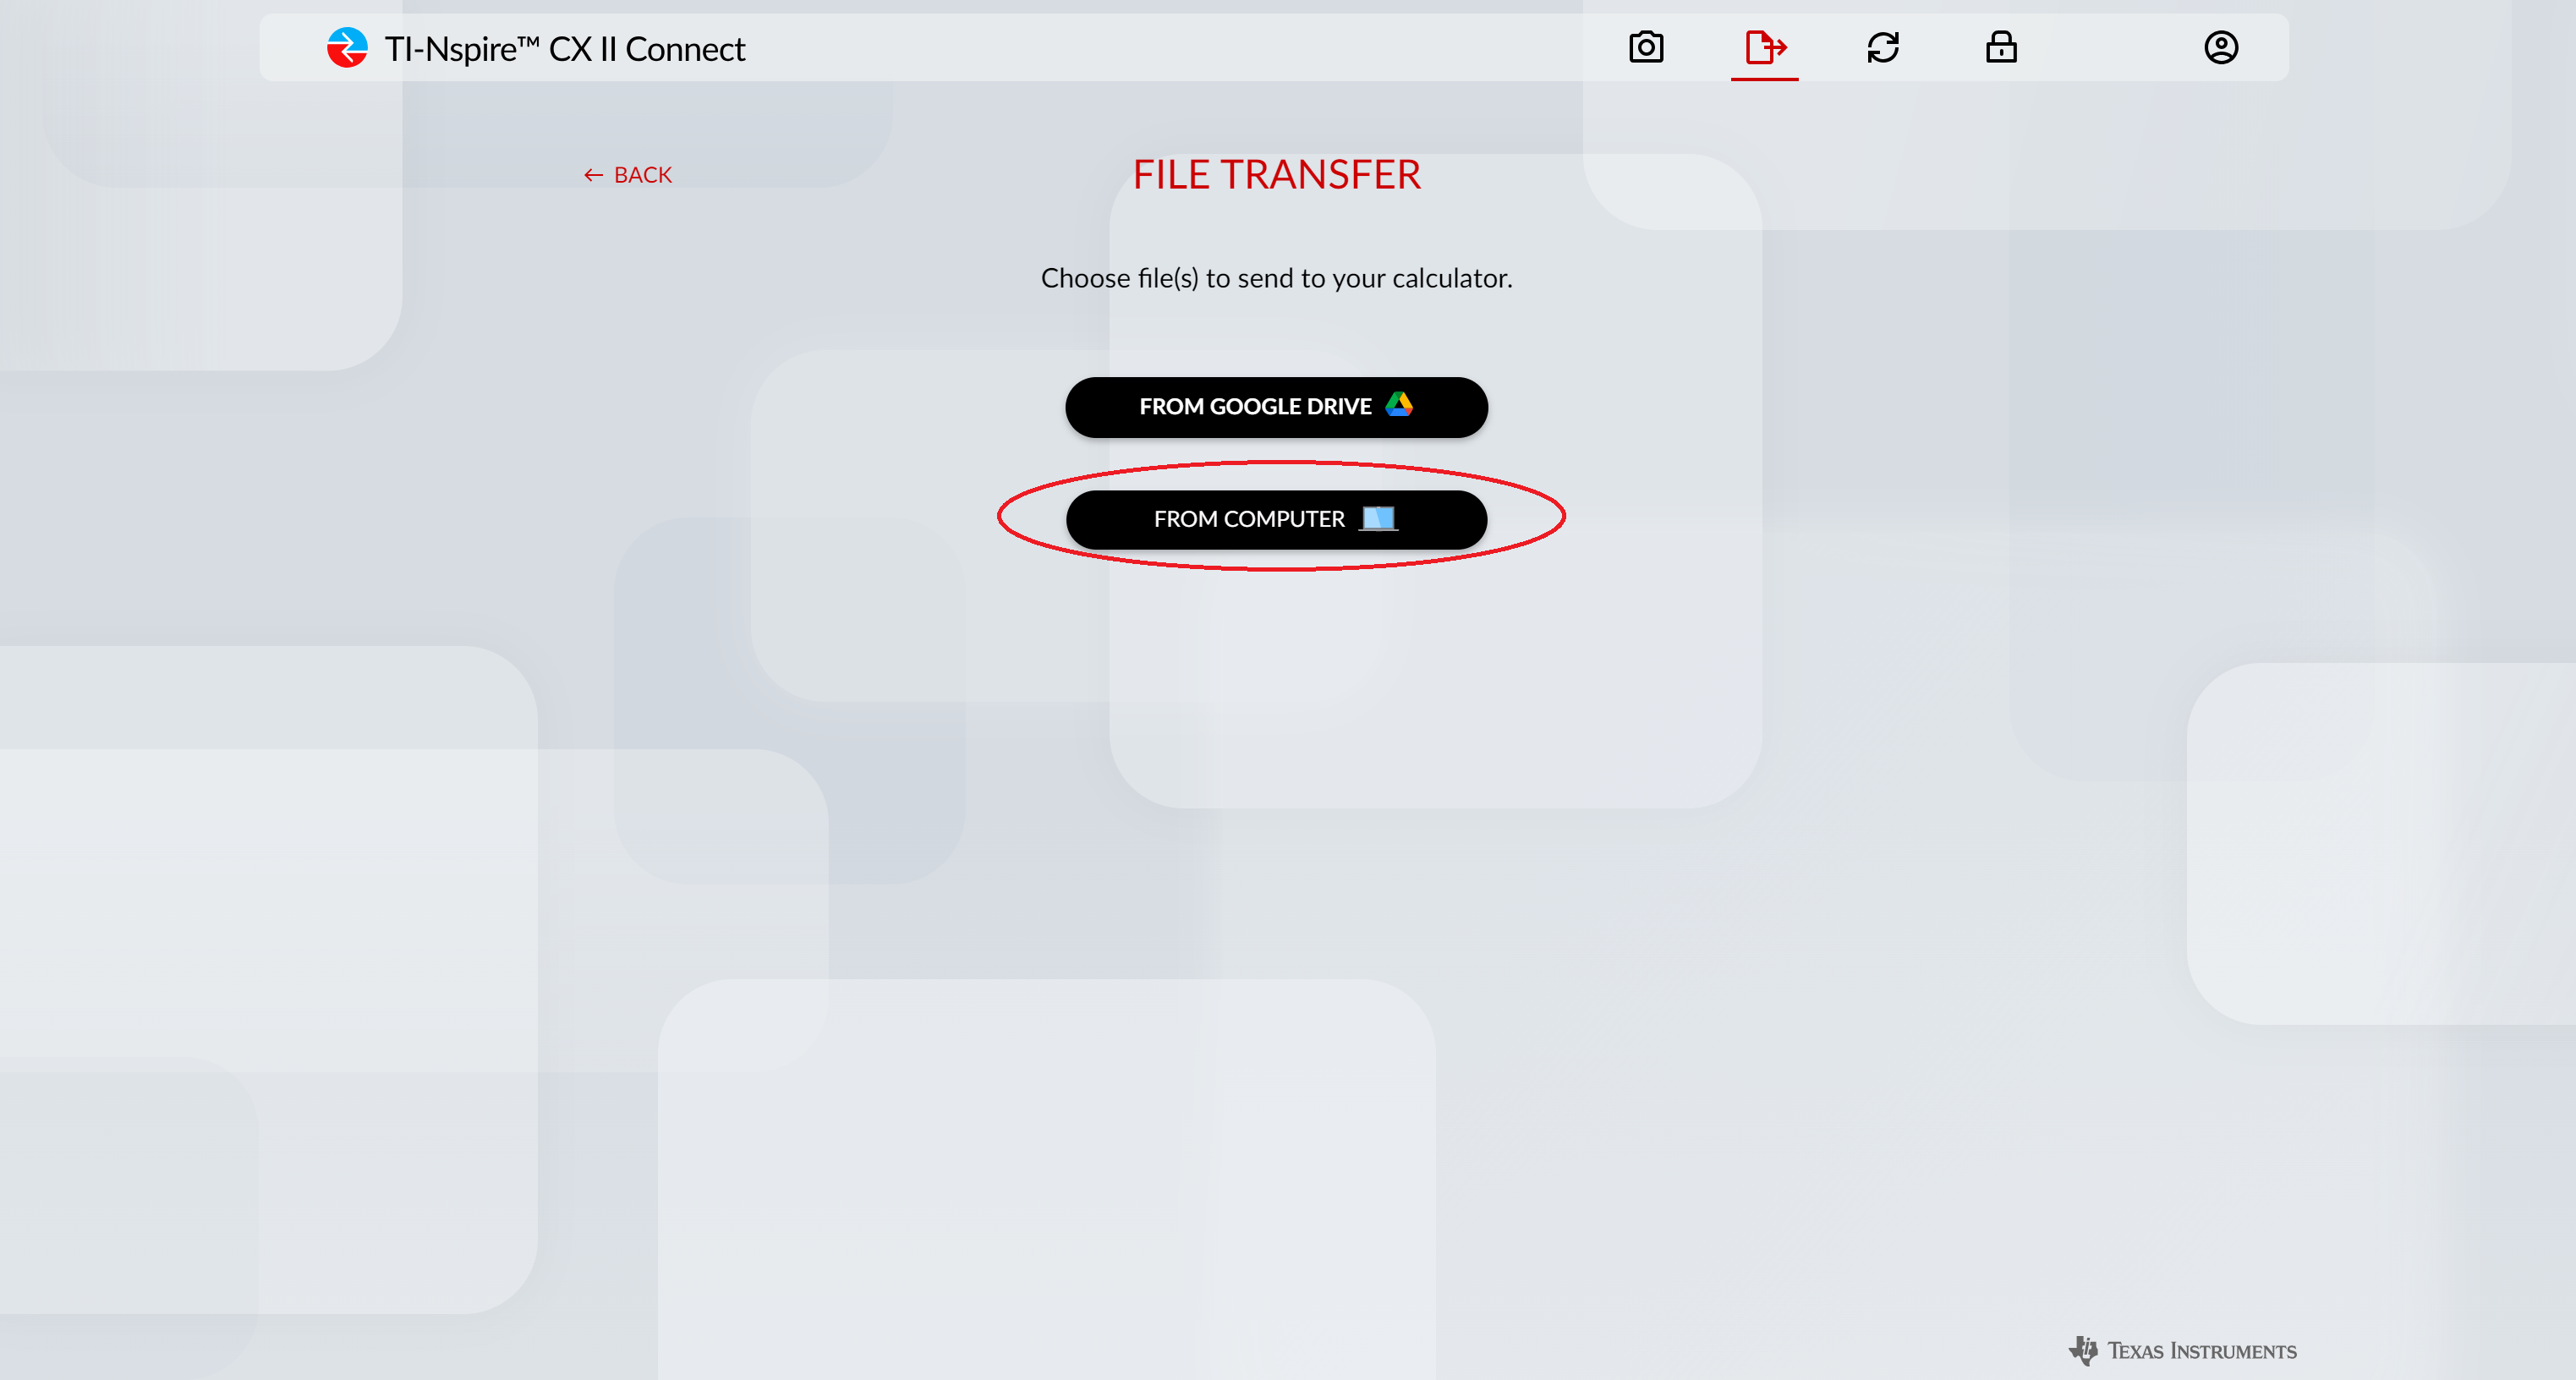 TI-Nspire™ CX II Connect
← BACK
FILE TRANSFER
Choose file(s) to send to your calculator.
FROM GOOGLE DRIVE
FROM COMPUTER
TEXAS INSTRUMENTS